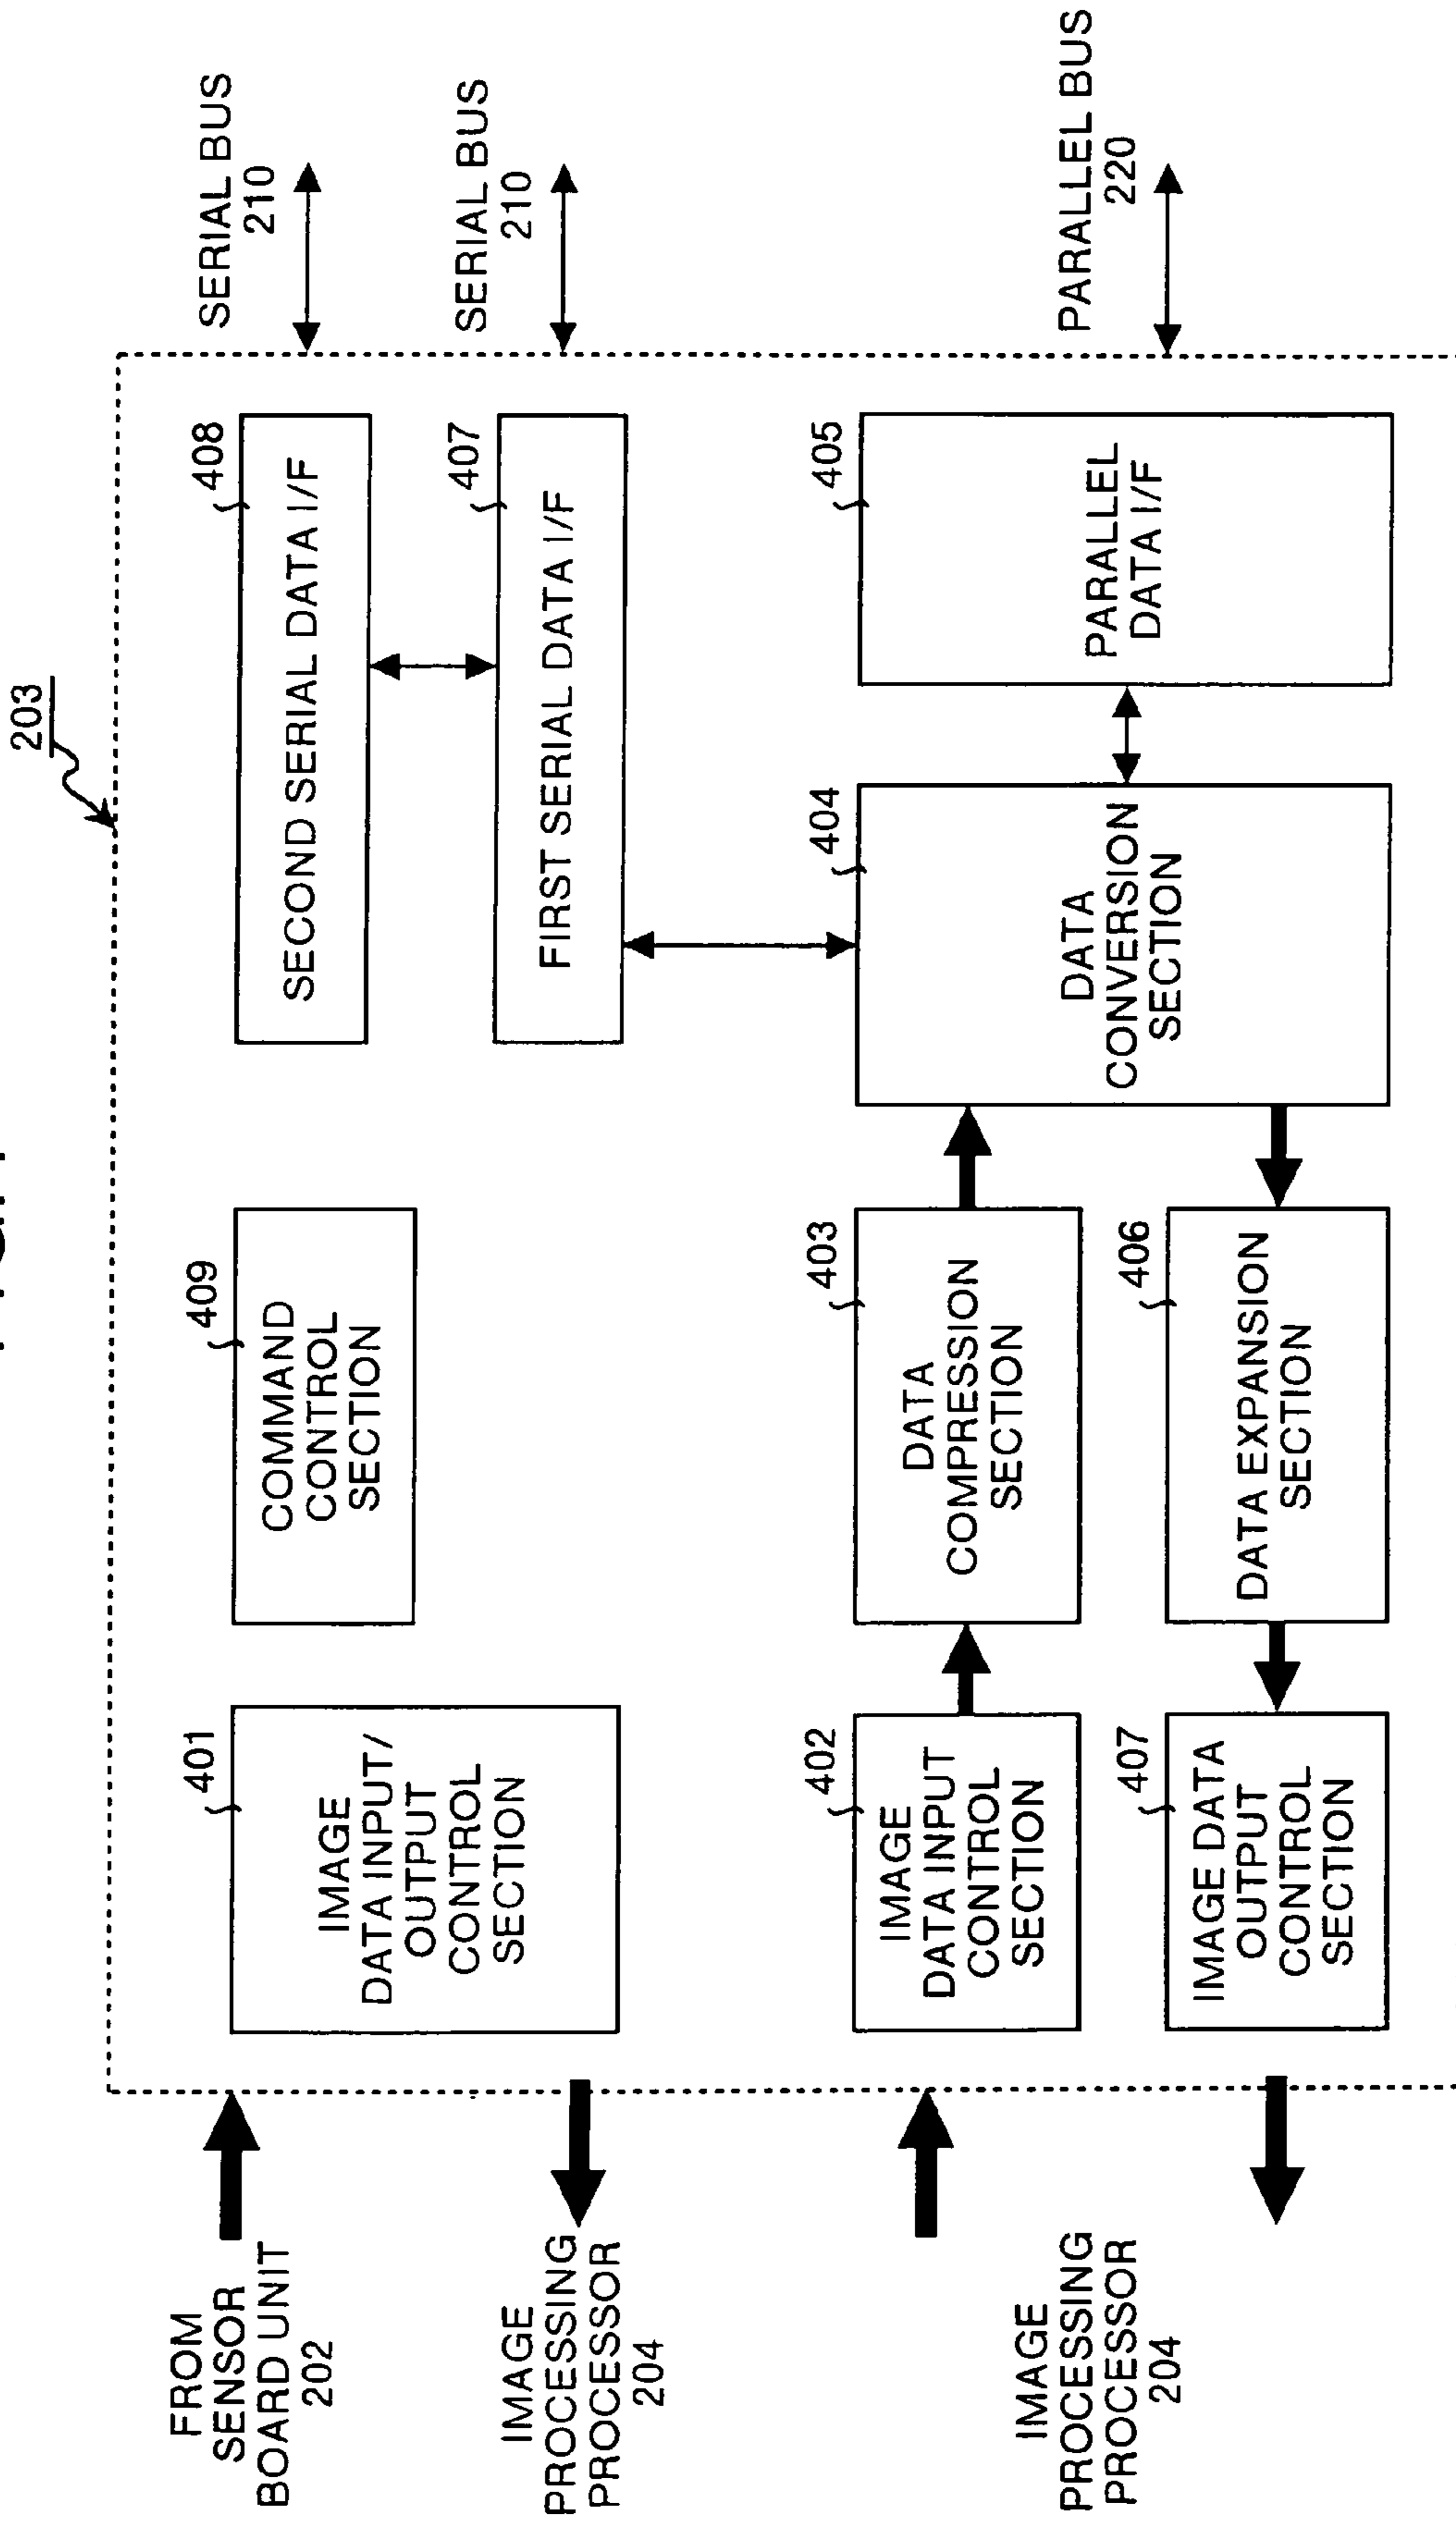 203
FROM
SENSOR
BOARD UNIT
202
401
IMAGE
DATA INPUT/
OUTPUT
CONTROL
SECTION
409
COMMAND
CONTROL
SECTION
408
SECOND SERIAL DATA I/F
SERIAL BUS
210
IMAGE
PROCESSING
PROCESSOR
204
407
FIRST SERIAL DATA I/F
SERIAL BUS
210
IMAGE
PROCESSING
PROCESSOR
204
402
IMAGE
DATA INPUT
CONTROL
SECTION
403
DATA
COMPRESSION
SECTION
404
DATA
CONVERSION
SECTION
405
PARALLEL
DATA I/F
PARALLEL BUS
220
407
IMAGE DATA
OUTPUT
CONTROL
SECTION
406
DATA EXPANSION
SECTION